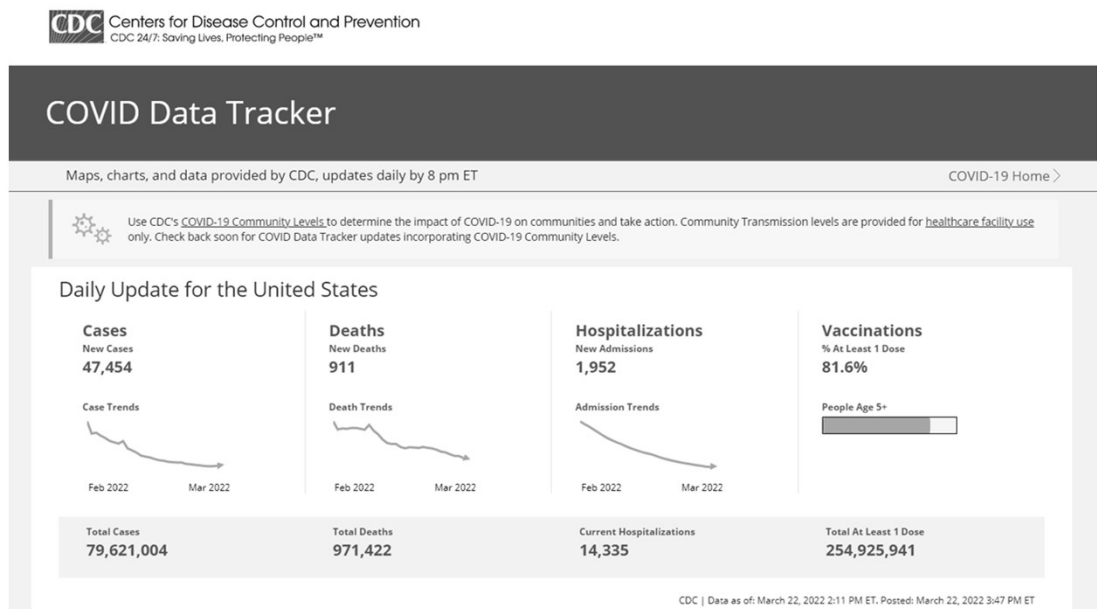 CDC Centers for Disease Control and Prevention
CDC 24/7: Saving Lives, Protecting People™
COVID Data Tracker
Maps, charts, and data provided by CDC, updates daily by 8 pm ET
COVID-19 Home >
Use CDC's COVID-19 Community Levels to determine the impact of COVID-19 on communities and take action. Community Transmission levels are provided for healthcare facility use
only. Check back soon for COVID Data Tracker updates incorporating COVID-19 Community Levels.
Daily Update for the United States
Cases
New Cases
47,454
Case Trends
Feb 2022 Mar 2022
Total Cases
79,621,004
Deaths
New Deaths
911
Death Trends
Feb 2022 Mar 2022
Total Deaths
971,422
Hospitalizations
New Admissions
1,952
Admission Trends
Feb 2022 Mar 2022
Current Hospitalizations
14,335
Vaccinations
% At Least 1 Dose
81.6%
People Age 5+
Total At Least 1 Dose
254,925,941
CDC | Data as of: March 22, 2022 2:11 PM ET. Posted: March 22, 2022 3:47 PM ET